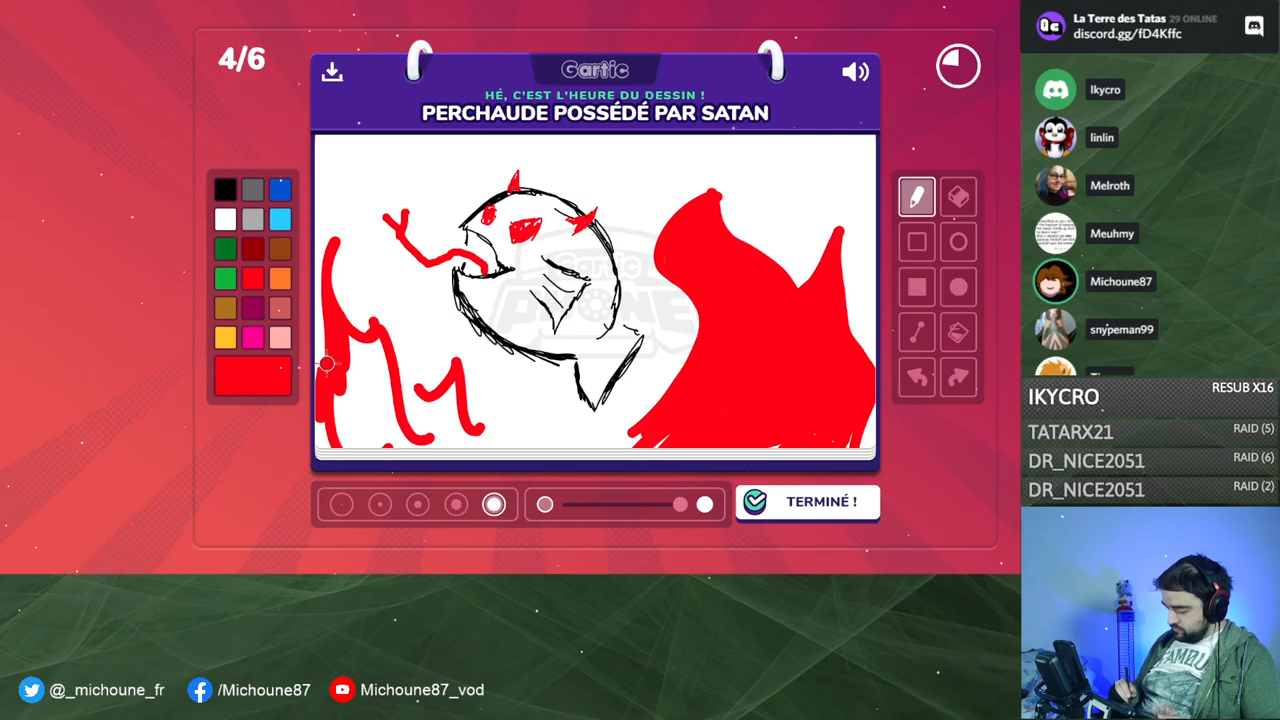 4/6
Gartic
HÉ, C'EST L'HEURE DU DESSIN !
PERCHAUDE POSSÉDÉ PAR SATAN
Gartic
PHONE
TERMINÉ !
La Terre des Tatas 29 ONLINE
discord.gg/fD4Kffc
Ikycro
linlin
Melroth
Meuhmy
Michoune87
snypeman99
IKYCRO RESUB X16
TATARX21 RAID (5)
DR_NICE2051 RAID (6)
DR_NICE2051 RAID (2)
@_michoune_fr
/Michoune87
Michoune87_vod